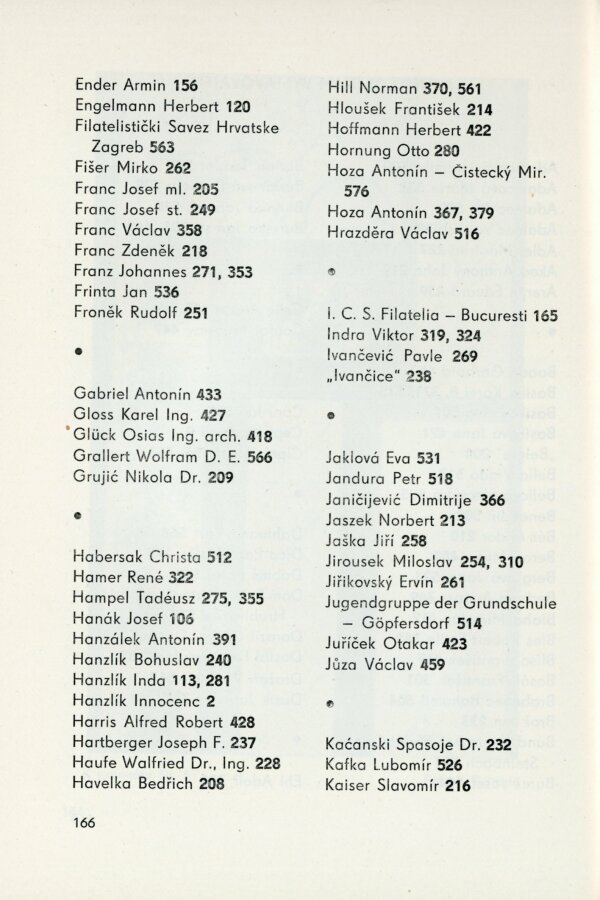 Ender Armin 156
Engelmann Herbert 120
Filatelistički Savez Hrvatske
Zagreb 563
Fišer Mirko 262
Franc Josef ml. 205
Franc Josef st. 249
Franc Václav 358
Franc Zdeněk 218
Franz Johannes 271, 353
Frinta Jan 536
Froněk Rudolf 251
●
Gabriel Antonín 433
Gloss Karel Ing. 427
Glück Osias Ing. arch. 418
Grallert Wolfram D. E. 566
Grujić Nikola Dr. 209
●
Habersak Christa 512
Hamer René 322
Hampel Tadéusz 275, 355
Hanák Josef 106
Hanzálek Antonín 391
Hanzlík Bohuslav 240
Hanzlík Inda 113, 281
Hanzlík Innocenc 2
Harris Alfred Robert 428
Hartberger Joseph F. 237
Haufe Walfried Dr., Ing. 228
Havelka Bedřich 208
Hill Norman 370, 561
Hloušek František 214
Hoffmann Herbert 422
Hornung Otto 280
Hoza Antonín – Čistecký Mir.
576
Hoza Antonín 367, 379
Hrazděra Václav 516
●
I. C. S. Filatelia – Bucuresti 165
Indra Viktor 319, 324
Ivančević Pavle 269
„Ivančice“ 238
●
Jaklová Eva 531
Jandura Petr 518
Janičijević Dimitrije 366
Jaszek Norbert 213
Jaška Jiří 258
Jirousek Miloslav 254, 310
Jiřikovský Ervín 261
Jugendgruppe der Grundschule
– Göpfersdorf 514
Juříček Otakar 423
Jůza Václav 459
●
Kaćanski Spasoje Dr. 232
Kafka Lubomír 526
Kaiser Slavomír 216
166